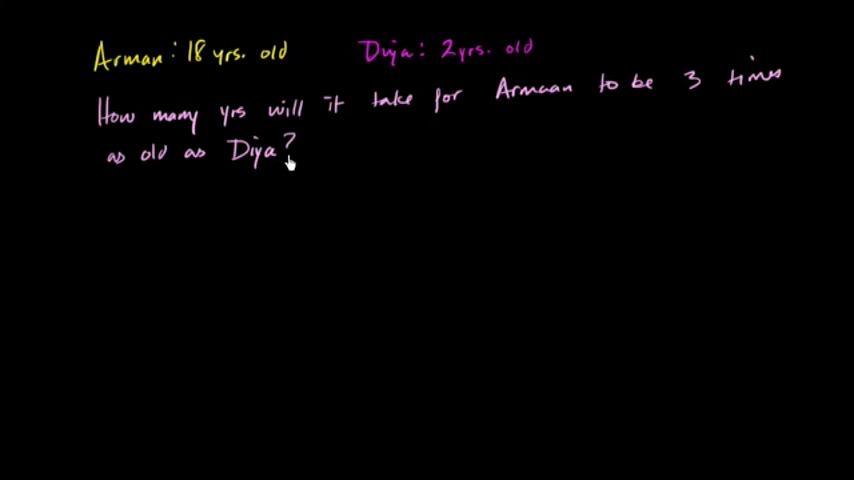 Arman: 18 yrs. old Diya: 2 yrs. old
How many yrs will it take for Armaan to be 3 times
as old as Diya?